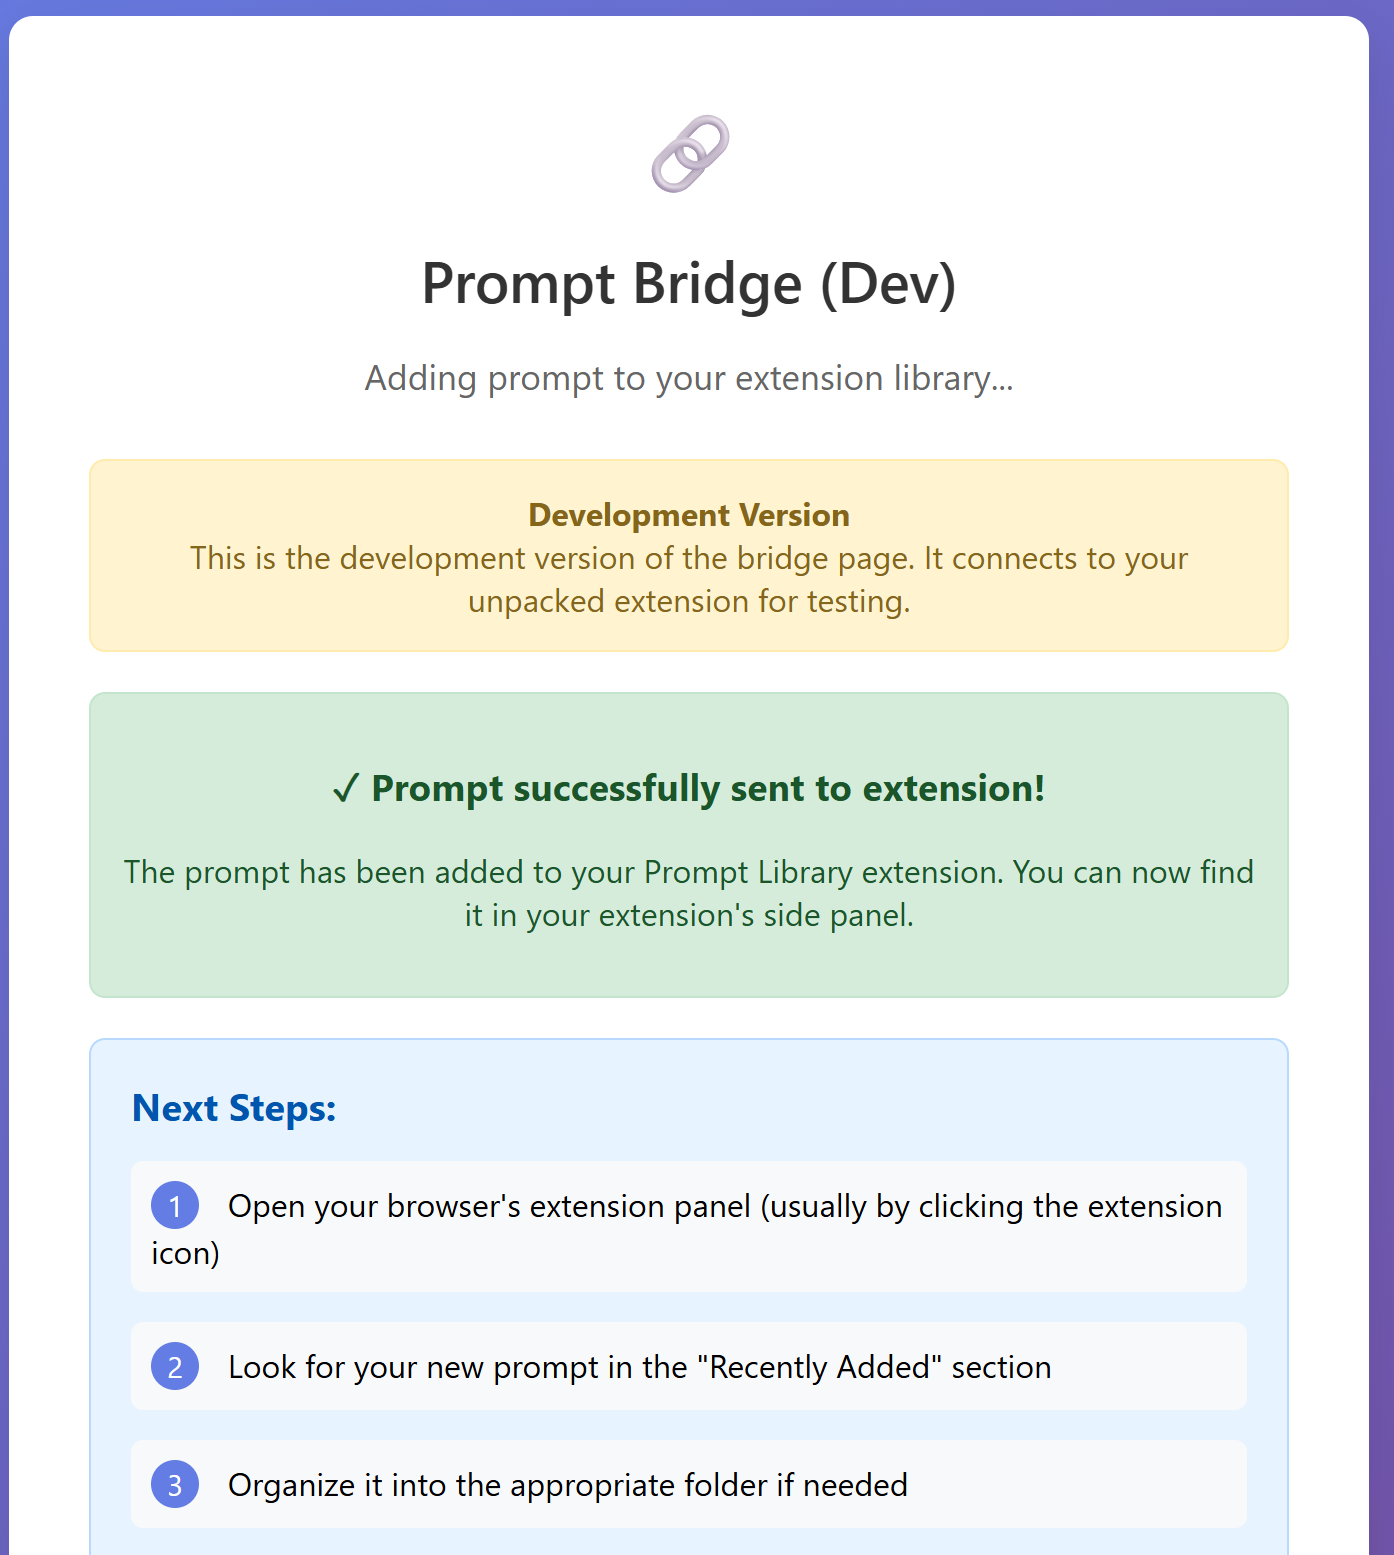 Prompt Bridge (Dev)
Adding prompt to your extension library...
Development Version
This is the development version of the bridge page. It connects to your
unpacked extension for testing.
✓ Prompt successfully sent to extension!
The prompt has been added to your Prompt Library extension. You can now find
it in your extension's side panel.
Next Steps:
1 Open your browser's extension panel (usually by clicking the extension
icon)
2 Look for your new prompt in the "Recently Added" section
3 Organize it into the appropriate folder if needed